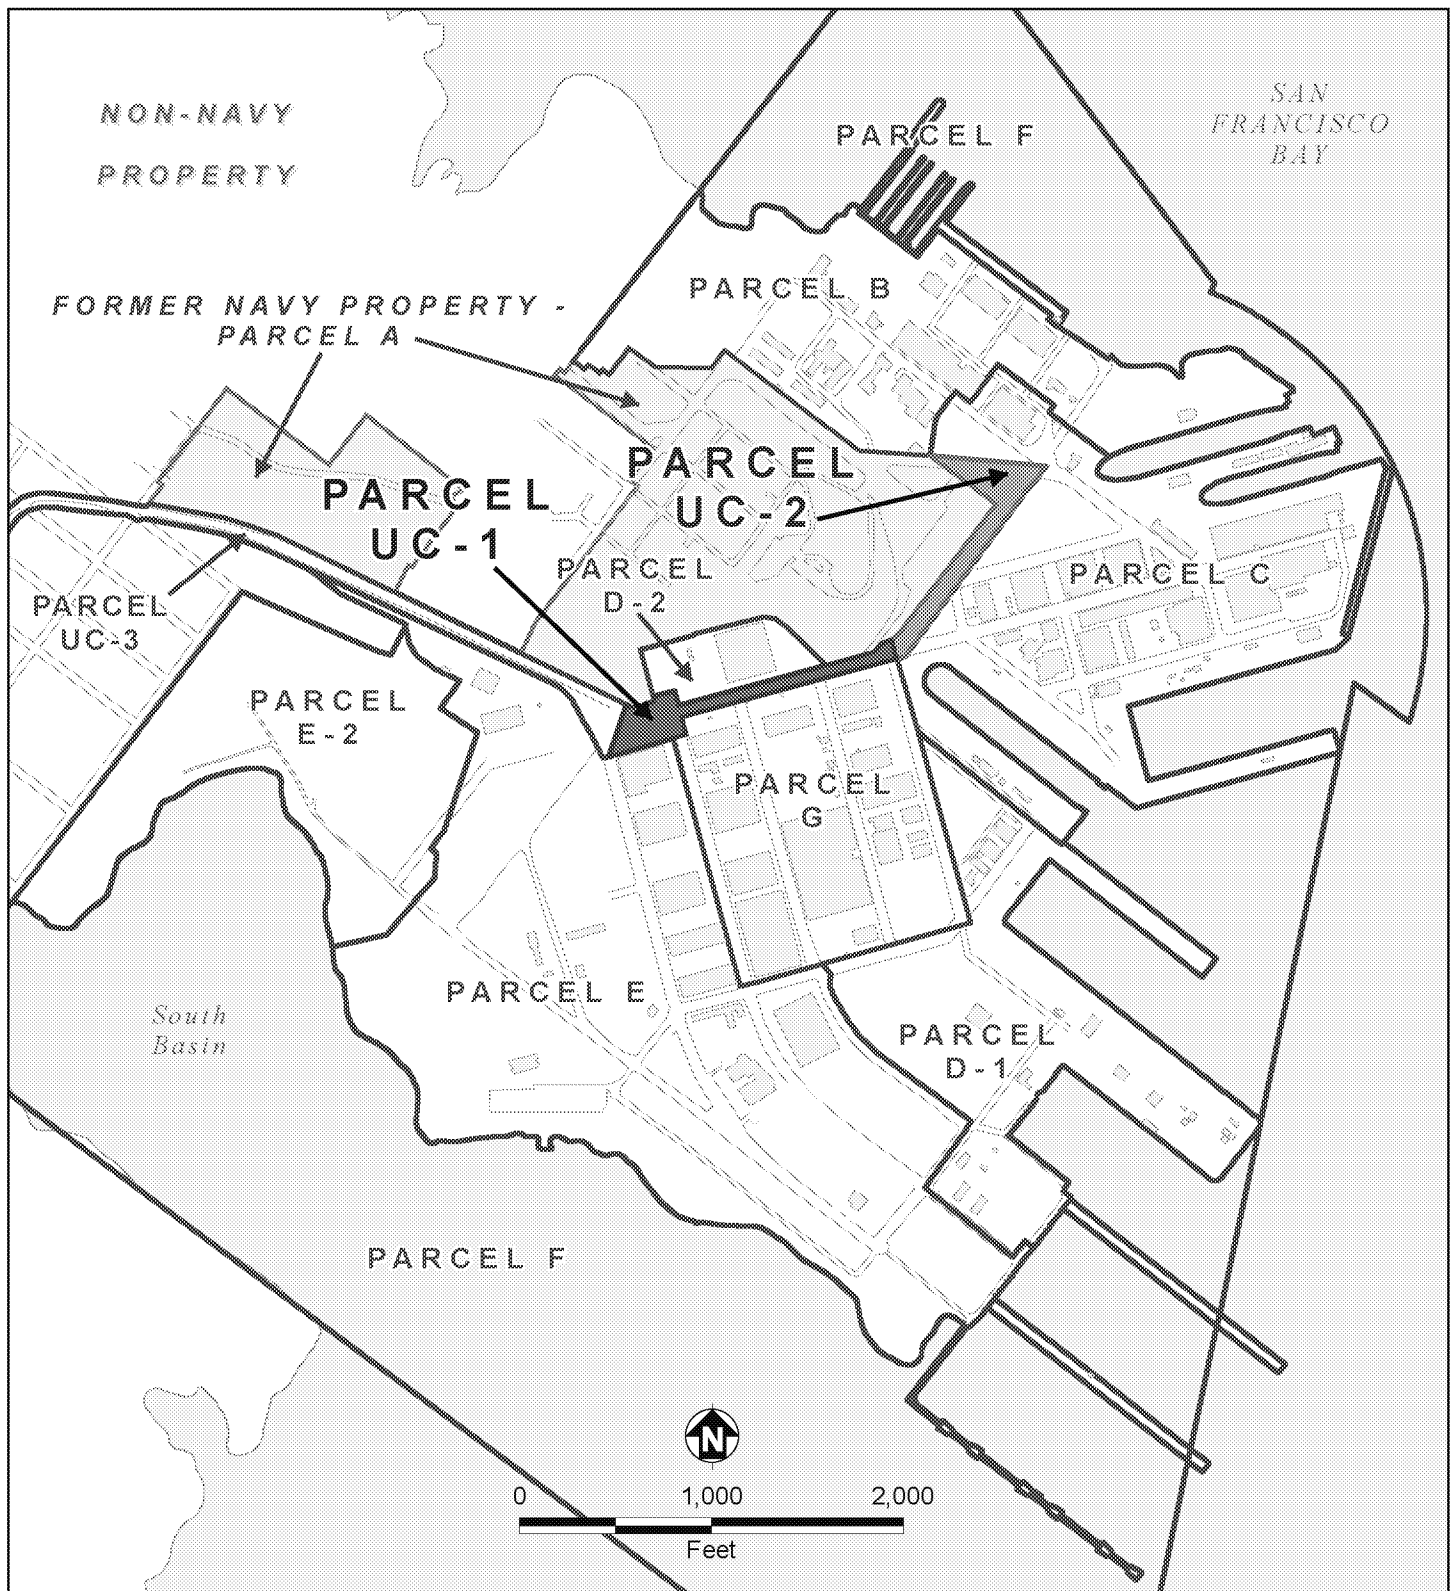 NON-NAVY
PROPERTY
SAN
FRANCISCO
BAY
PARCEL F
PARCEL B
FORMER NAVY PROPERTY -
PARCEL A
PARCEL
UC-2
PARCEL
UC-1
PARCEL
D-2
PARCEL C
PARCEL
UC-3
PARCEL
E-2
PARCEL
G
PARCEL E
South
Basin
PARCEL
D-1
PARCEL F
N
0 1,000 2,000
Feet